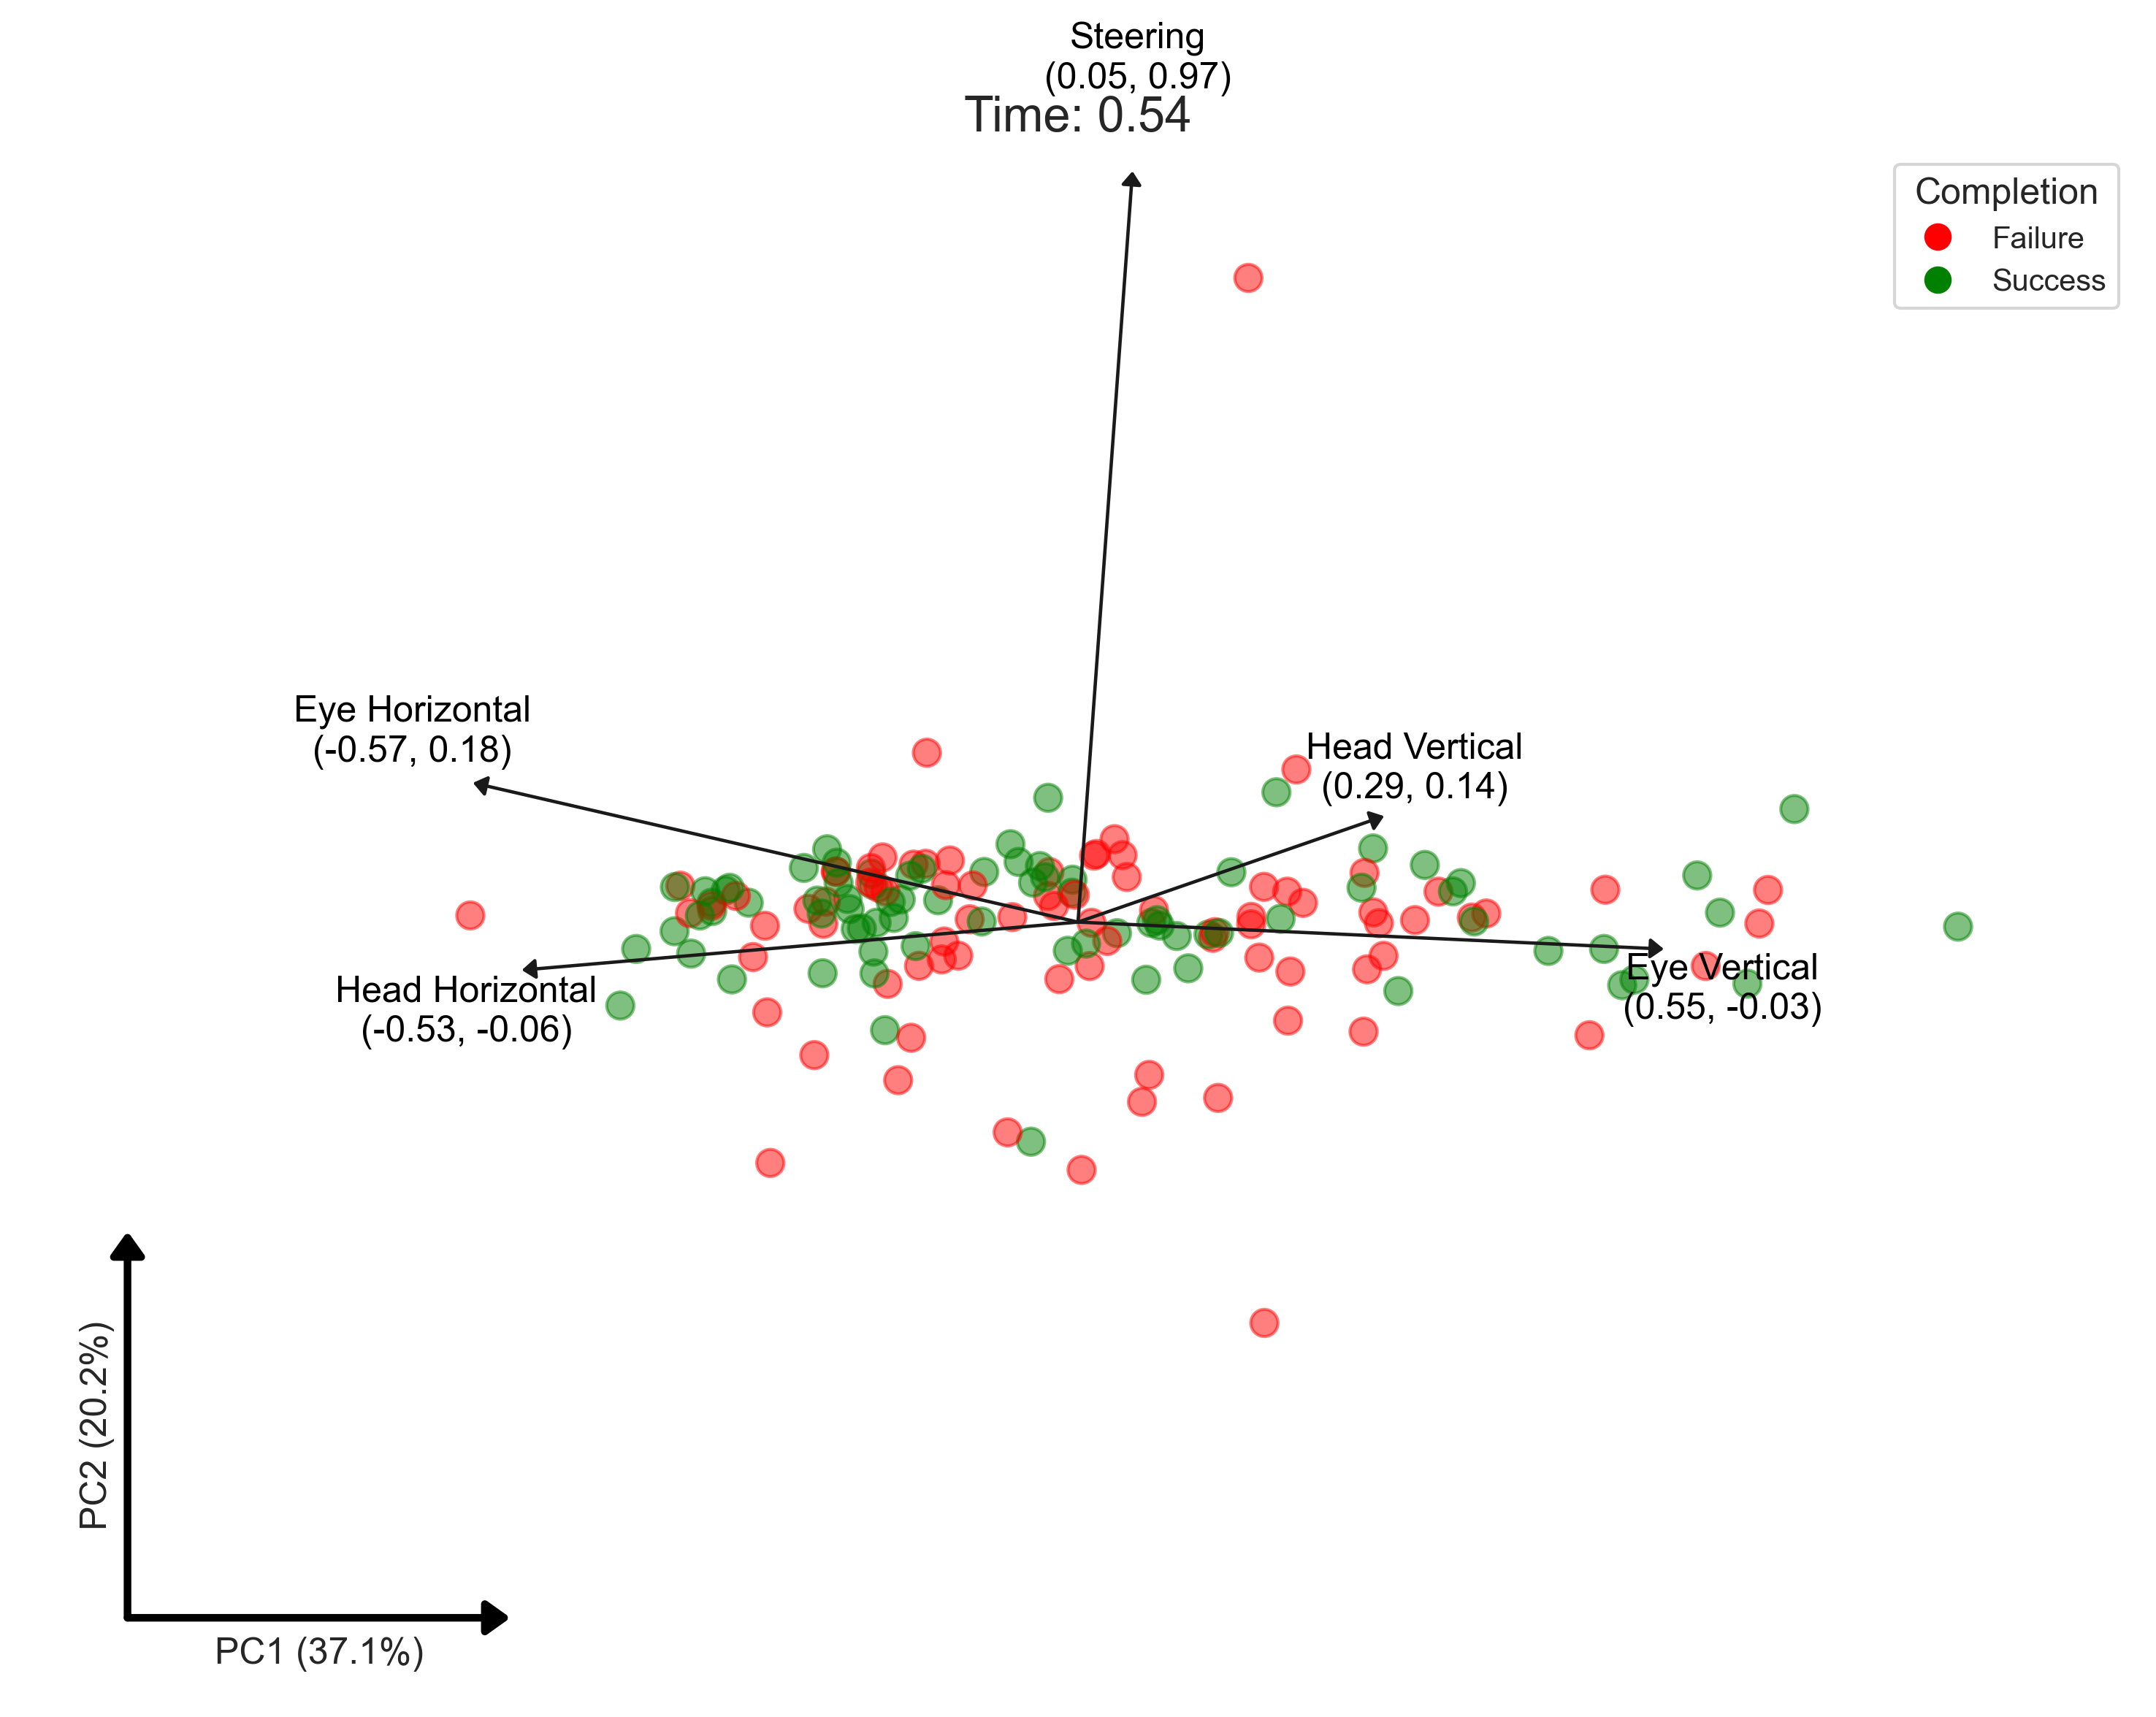 Steering
(0.05, 0.97)
Time: 0.54
Completion
Failure
Success
Eye Horizontal
(-0.57, 0.18)
Head Vertical
(0.29, 0.14)
Head Horizontal
(-0.53, -0.06)
Eye Vertical
(0.55, -0.03)
PC2 (20.2%)
PC1 (37.1%)